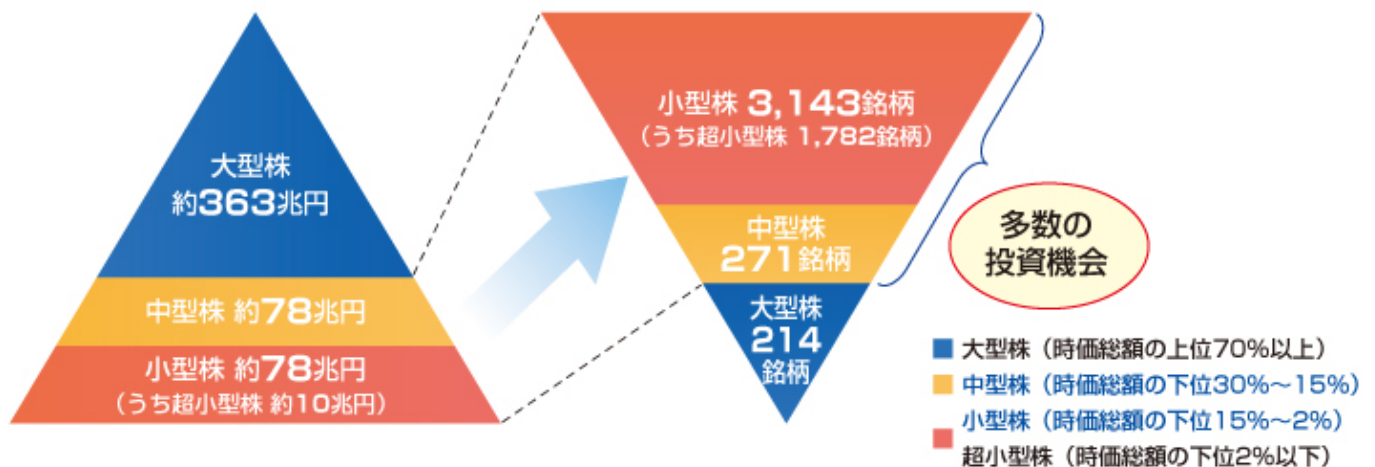 大型株
約363兆円
中型株 約78兆円
小型株 約78兆円
（うち超小型株 約10兆円）
小型株 3,143銘柄
（うち超小型株 1,782銘柄）
中型株
271銘柄
大型株
214
銘柄
多数の
投資機会
大型株（時価総額の上位70%以上）
中型株（時価総額の下位30%～15%）
小型株（時価総額の下位15%～2%）
超小型株（時価総額の下位2%以下）